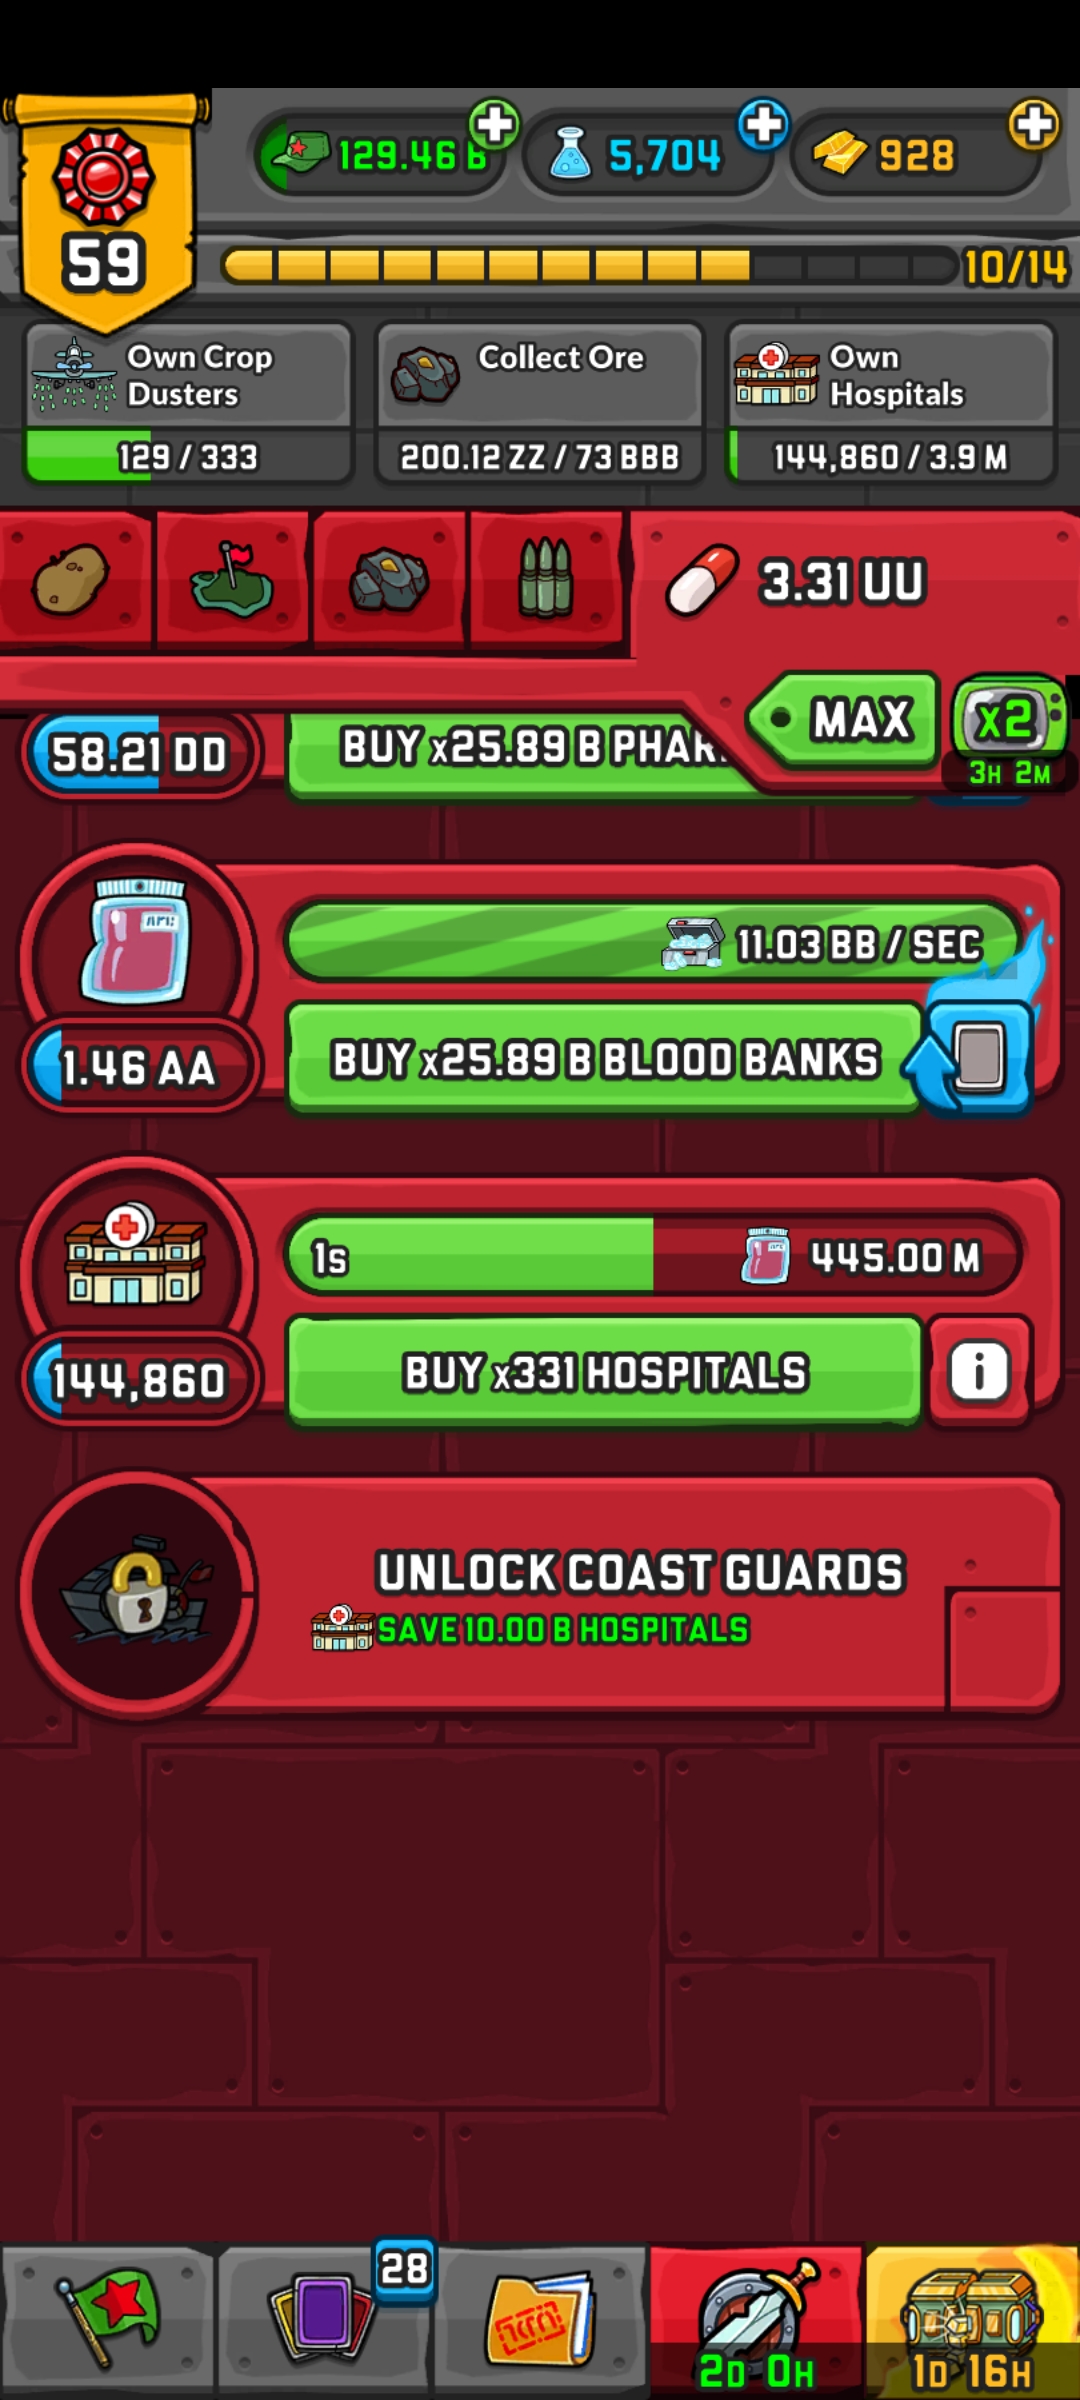 59
129.46 B
5,704
928
10/14
Own Crop
Dusters
129 / 333
Collect Ore
200.12 ZZ / 73 BBB
Own
Hospitals
144,860 / 3.9 M
3.31 UU
MAX
x2
3H 2M
58.21 DD
BUY x25.89 B PHAR
11.03 BB / SEC
1.46 AA
BUY x25.89 B BLOOD BANKS
1s
445.00 M
144,860
BUY x331 HOSPITALS
i
UNLOCK COAST GUARDS
SAVE 10.00 B HOSPITALS
28
2D 0H
1D 16H